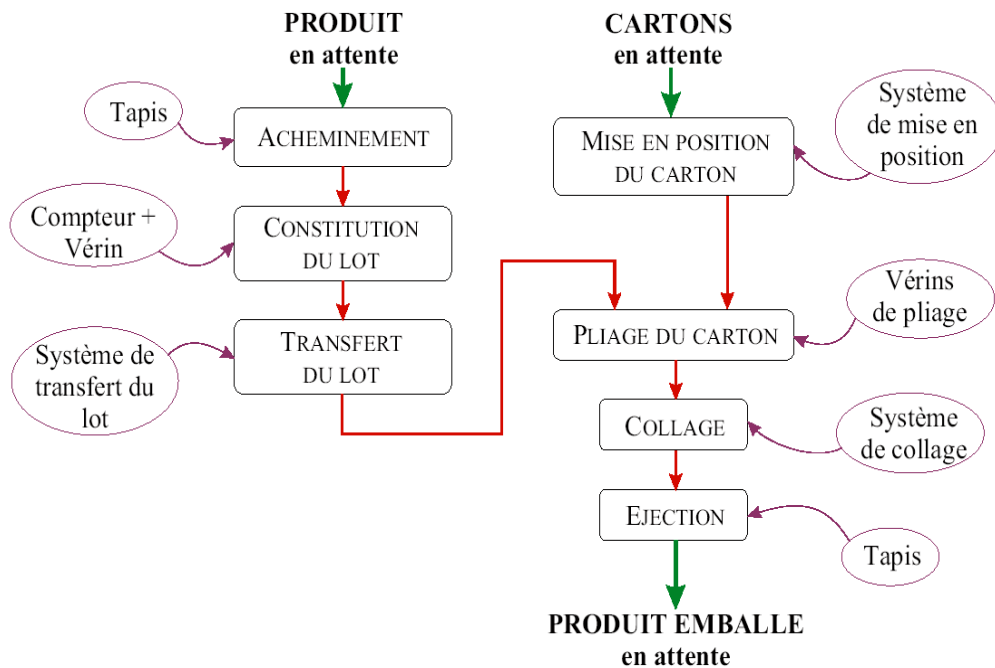 PRODUIT
en attente
CARTONS
en attente
Tapis
ACHEMINEMENT
Système
de mise en
position
MISE EN POSITION
DU CARTON
Compteur +
Vérin
CONSTITUTION
DU LOT
Vérins
de pliage
Système de
transfert du
lot
TRANSFERT
DU LOT
PLIAGE DU CARTON
COLLAGE
Système
de collage
EJECTION
Tapis
PRODUIT EMBALLE
en attente